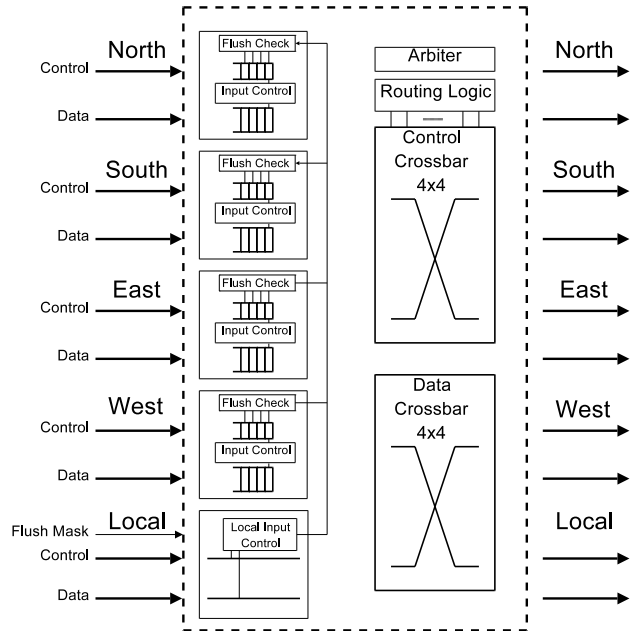 North
Control
Data
Flush Check
Input Control
South
Control
Data
Flush Check
Input Control
East
Control
Data
Flush Check
Input Control
West
Control
Data
Flush Check
Input Control
Local
Flush Mask
Control
Data
Local Input
Control
Arbiter
Routing Logic
Control
Crossbar
4x4
Data
Crossbar
4x4
North
South
East
West
Local